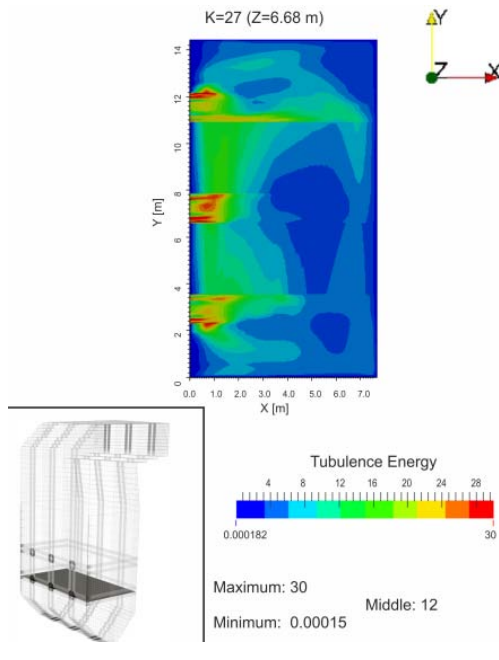 K=27 (Z=6.68 m)
Y
Z
X
14
12
10
8
6
4
2
0
Y [m]
0.0 1.0 2.0 3.0 4.0 5.0 6.0 7.0
X [m]
Tubulence Energy
4 8 12 16 20 24 28
0.000182 30
Maximum: 30
Middle: 12
Minimum: 0.00015